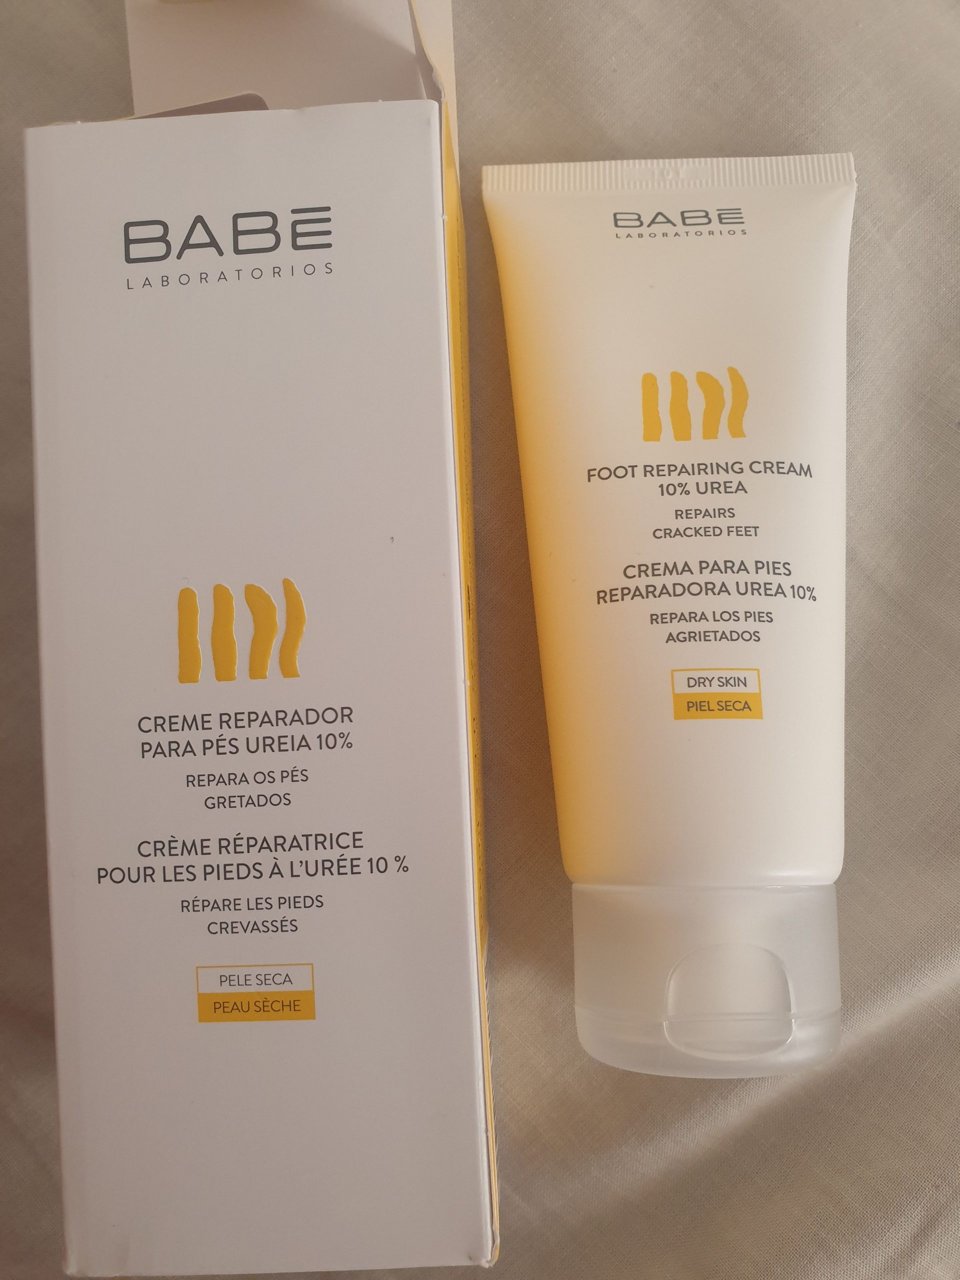 BABĒ
LABORATORIOS
CREME REPARADOR
PARA PÉS UREIA 10%
REPARA OS PÉS
GRETADOS
CRÈME RÉPARATRICE
POUR LES PIEDS À L'URÉE 10 %
RÉPARE LES PIEDS
CREVASSÉS
PELE SECA
PEAU SÈCHE
BABĒ
LABORATORIOS
FOOT REPAIRING CREAM
10% UREA
REPAIRS
CRACKED FEET
CREMA PARA PIES
REPARADORA UREA 10%
REPARA LOS PIES
AGRIETADOS
DRY SKIN
PIEL SECA